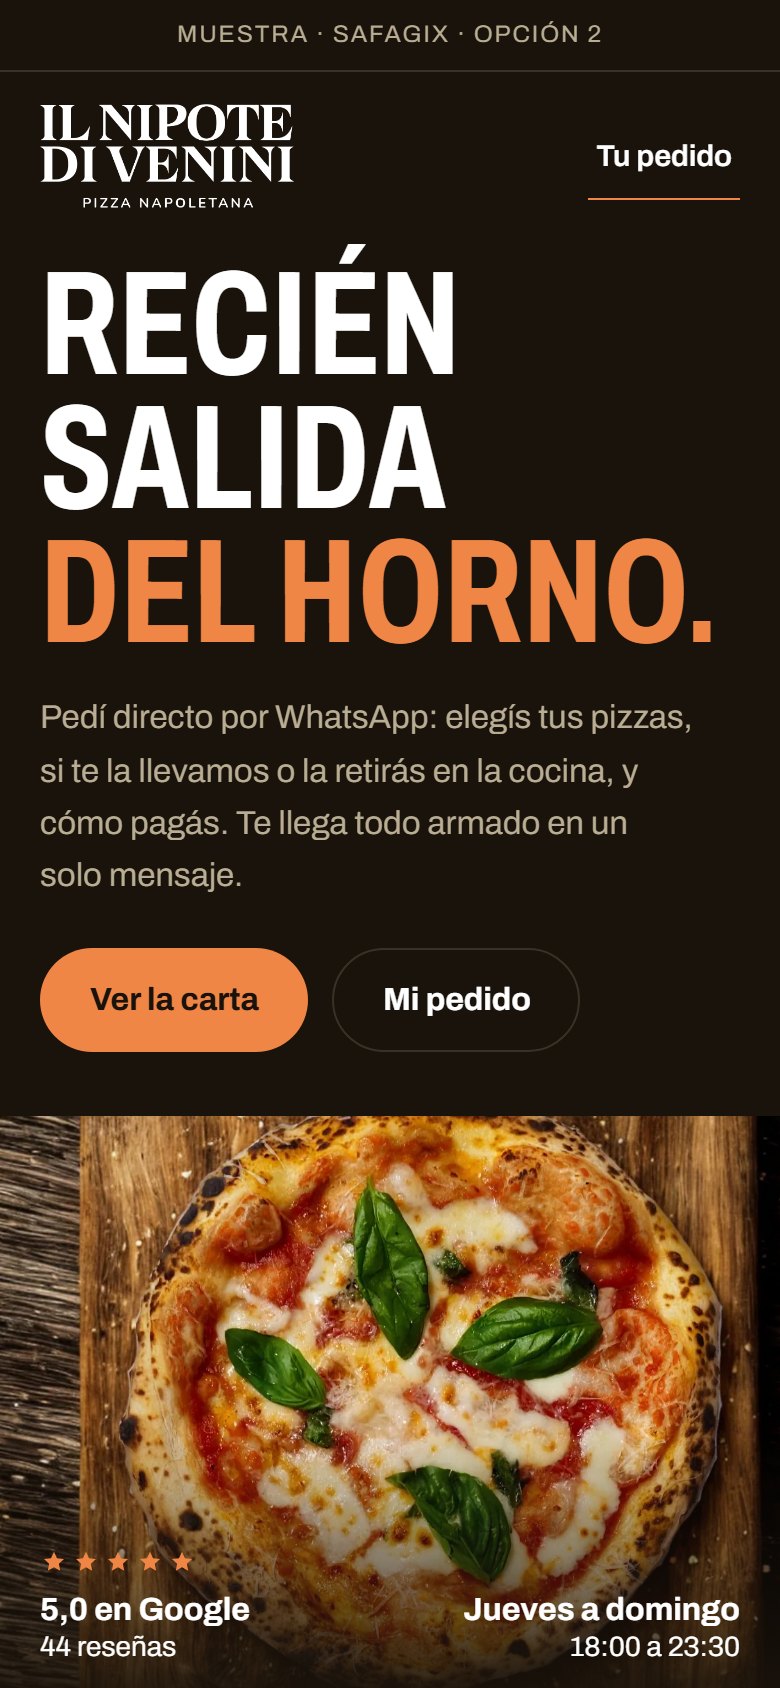 MUESTRA · SAFAGIX · OPCIÓN 2
IL NIPOTE
DI VENINI
PIZZA NAPOLETANA
Tu pedido
RECIÉN
SALIDA
DEL HORNO.
Pedí directo por WhatsApp: elegís tus pizzas,
si te la llevamos o la retirás en la cocina, y
cómo pagás. Te llega todo armado en un
solo mensaje.
Ver la carta
Mi pedido
5,0 en Google
44 reseñas
Jueves a domingo
18:00 a 23:30